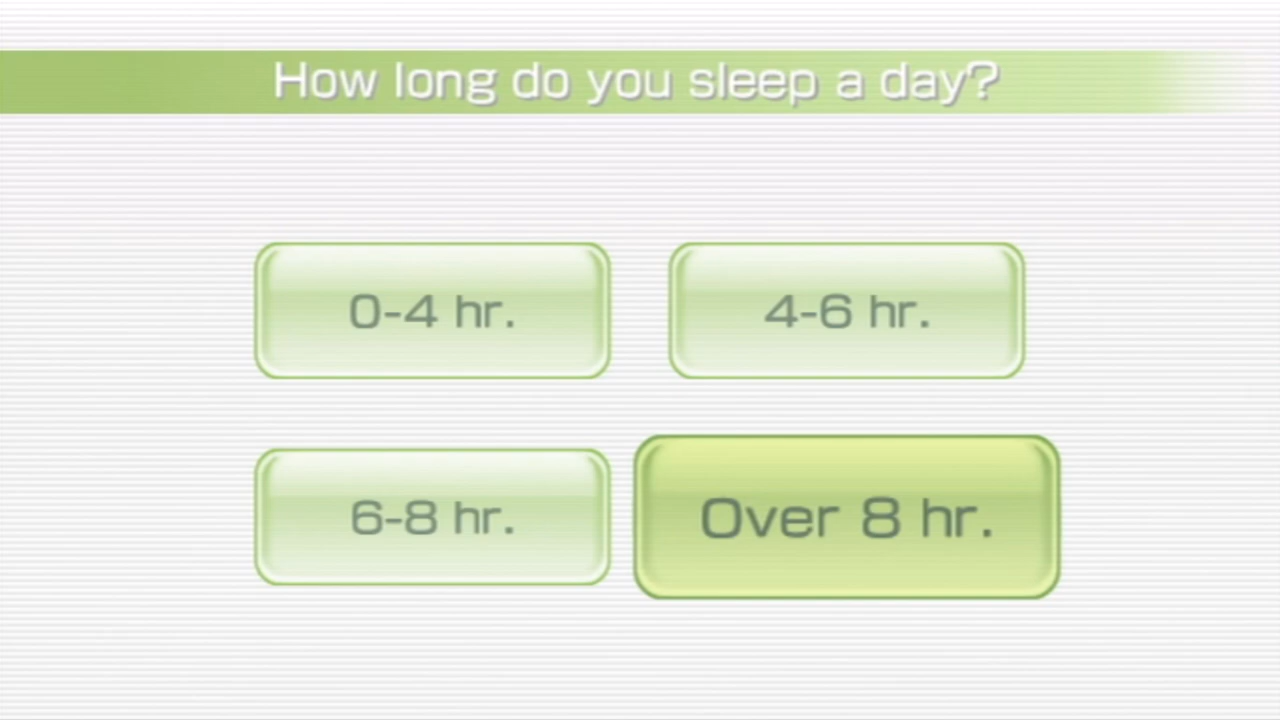 How long do you sleep a day?
0-4 hr.
4-6 hr.
6-8 hr.
Over 8 hr.